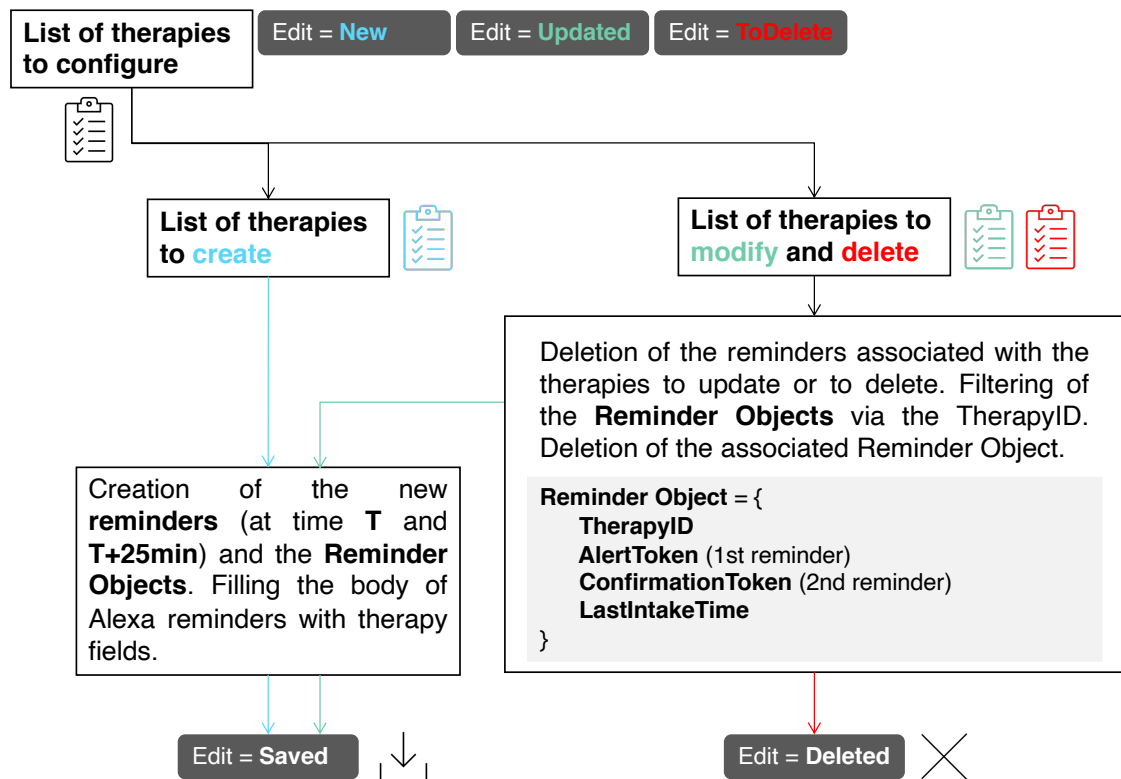 List of therapies
to configure
Edit = New
Edit = Updated
Edit = ToDelete
List of therapies
to create
List of therapies to
modify and delete
Deletion of the reminders associated with the
therapies to update or to delete. Filtering of
the Reminder Objects via the TherapyID.
Deletion of the associated Reminder Object.
Reminder Object = {
TherapyID
AlertToken (1st reminder)
ConfirmationToken (2nd reminder)
LastIntakeTime
}
Creation of the new
reminders (at time T and
T+25min) and the Reminder
Objects. Filling the body of
Alexa reminders with therapy
fields.
Edit = Saved
Edit = Deleted